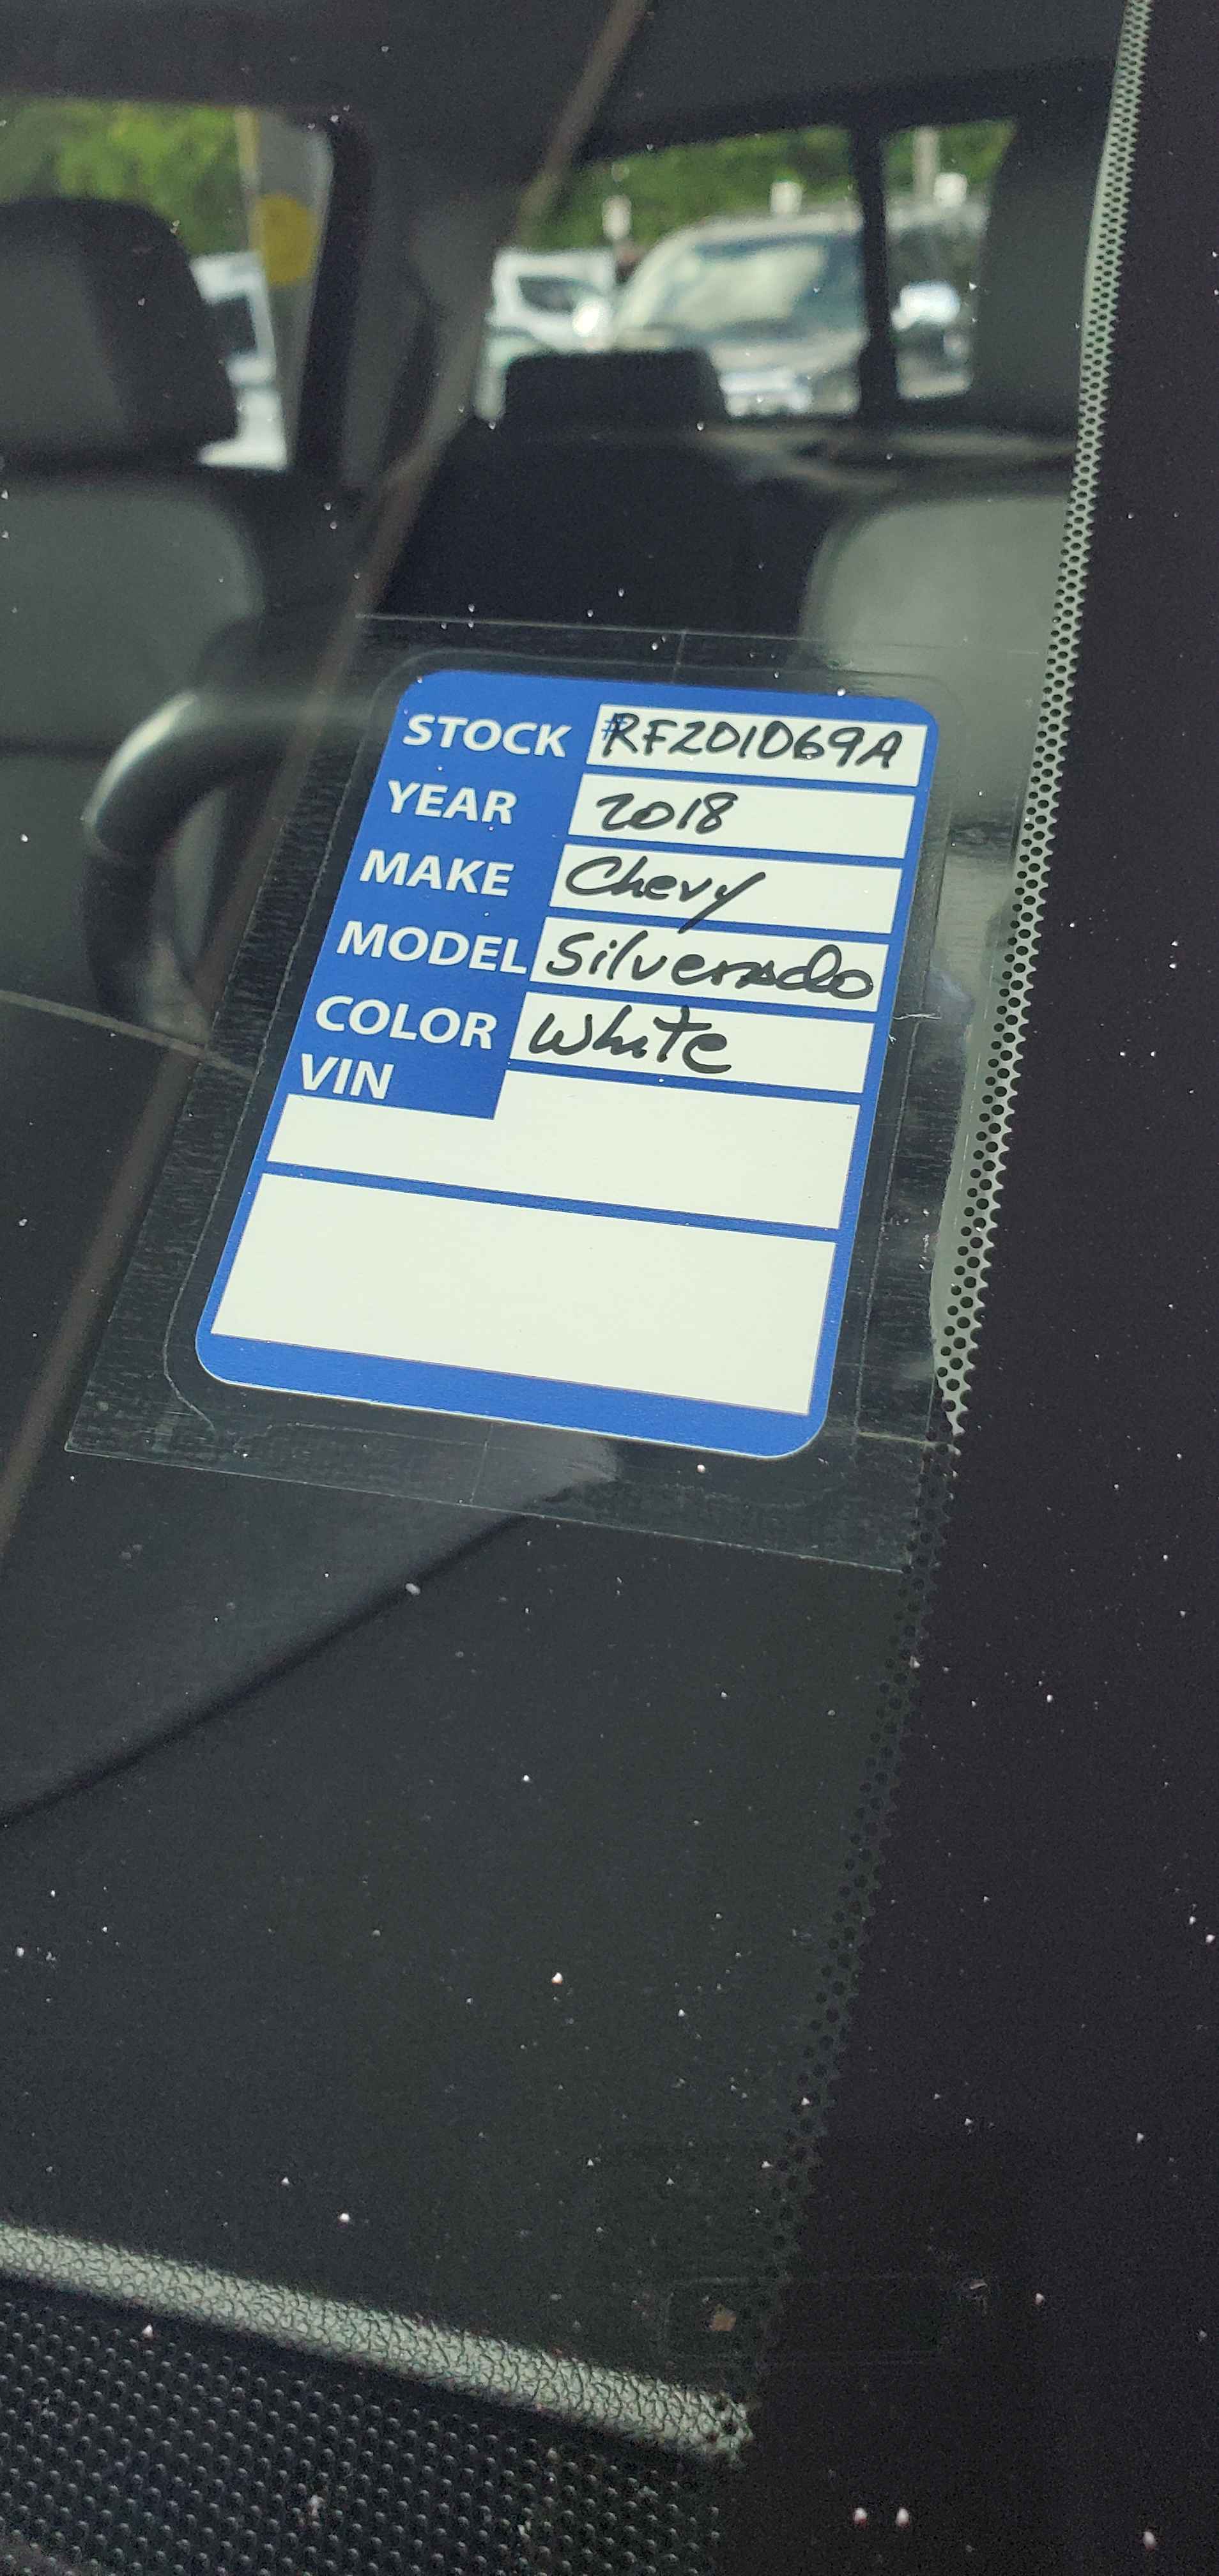 STOCK #RF201069A
YEAR 2018
MAKE Chevy
MODEL Silverado
COLOR White
VIN